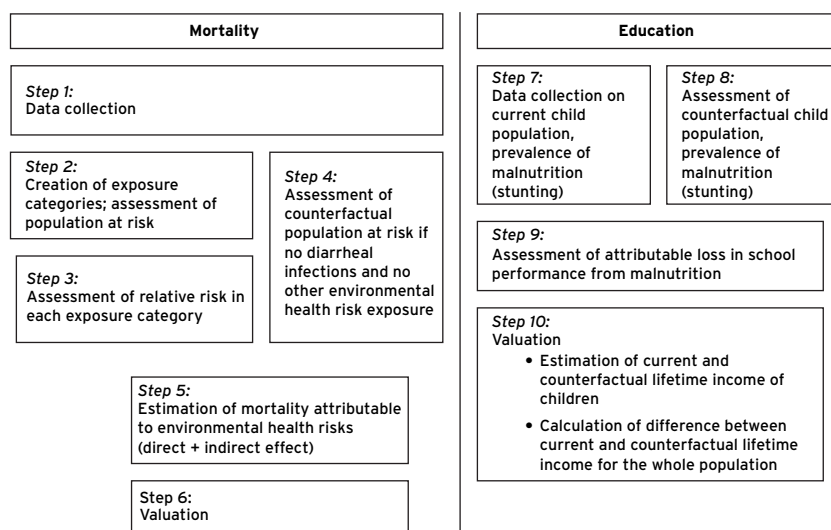 Mortality
Step 1:
Data collection
Step 2:
Creation of exposure
categories; assessment of
population at risk
Step 3:
Assessment of relative risk in
each exposure category
Step 4:
Assessment of
counterfactual
population at risk if
no diarrheal
infections and no
other environmental
health risk exposure
Step 5:
Estimation of mortality attributable
to environmental health risks
(direct + indirect effect)
Step 6:
Valuation
Education
Step 7:
Data collection on
current child
population,
prevalence of
malnutrition
(stunting)
Step 8:
Assessment of
counterfactual child
population,
prevalence of
malnutrition
(stunting)
Step 9:
Assessment of attributable loss in school
performance from malnutrition
Step 10:
Valuation
• Estimation of current and
counterfactual lifetime income of
children
• Calculation of difference between
current and counterfactual lifetime
income for the whole population